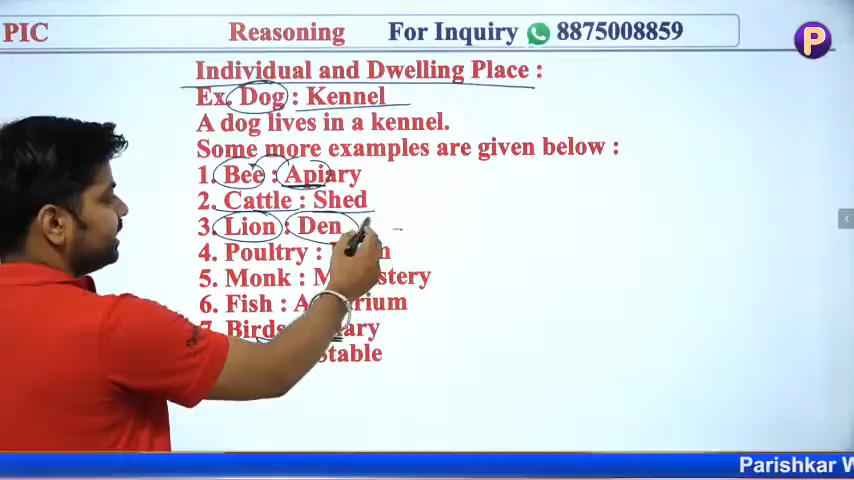 PIC Reasoning For Inquiry 8875008859 P
Individual and Dwelling Place :
Ex. Dog : Kennel
A dog lives in a kennel.
Some more examples are given below :
1. Bee : Apiary
2. Cattle : Shed
3. Lion : Den
4. Poultry :
5. Monk :
6. Fish :
7. Birds
Stable
Parishkar